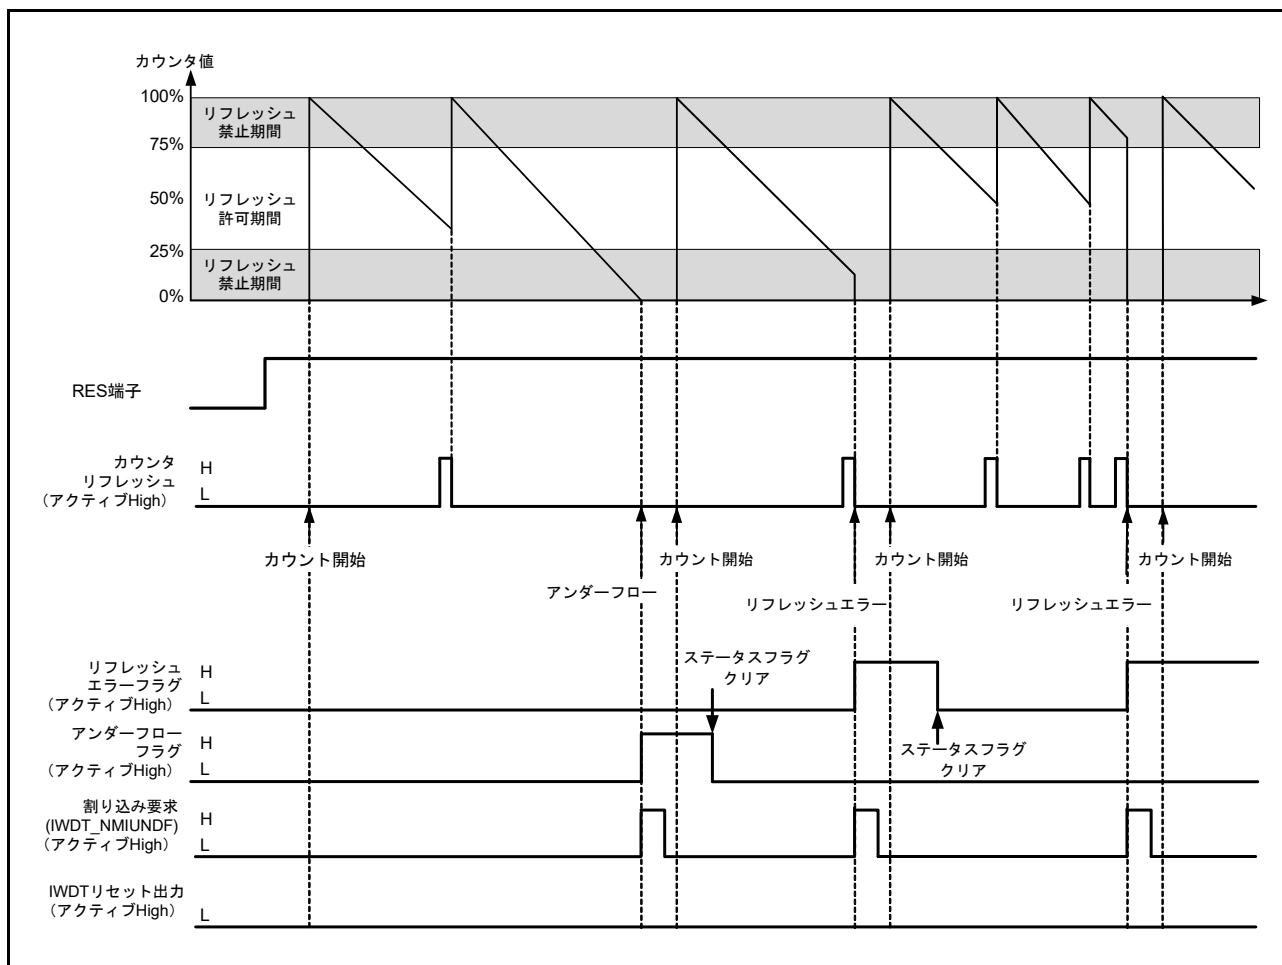 カウンタ値
100%
リフレッシュ
禁止期間
75%
50%
リフレッシュ
許可期間
25%
リフレッシュ
禁止期間
0%
RES端子
カウンタ
リフレッシュ
（アクティブHigh）
H
L
カウント開始
カウント開始
カウント開始
カウント開始
アンダーフロー
リフレッシュエラー
リフレッシュエラー
リフレッシュ
エラーフラグ
（アクティブHigh）
H
L
ステータスフラグ
クリア
アンダーフロー
フラグ
（アクティブHigh）
H
L
ステータスフラグ
クリア
割り込み要求
(IWDT_NMIUNDF)
（アクティブHigh）
H
L
IWDTリセット出力
（アクティブHigh）
L